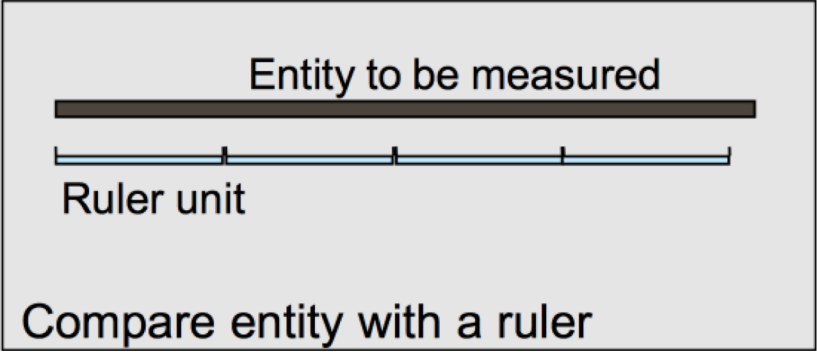 Entity to be measured
Ruler unit
Compare entity with a ruler